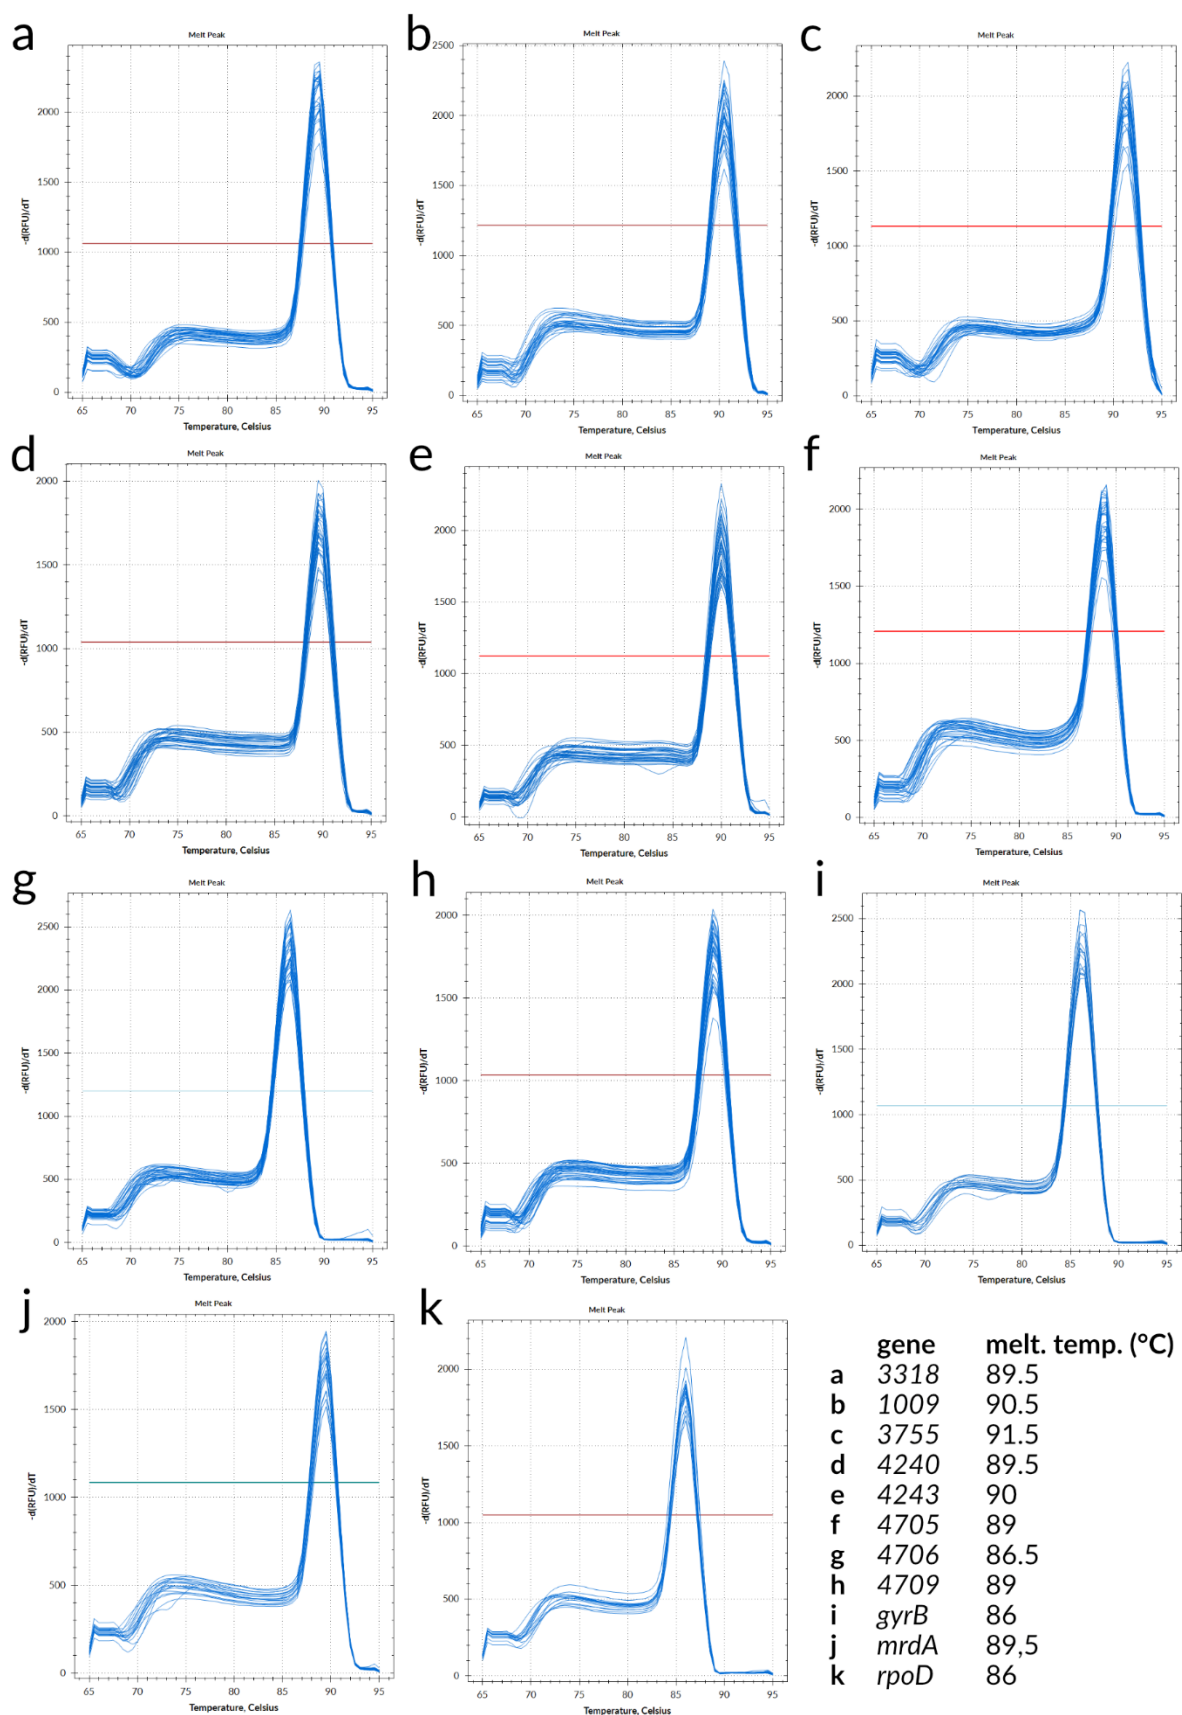 a
Melt Peak
2000
1500
1000
500
0
-d(RFU)/dT
65 70 75 80 85 90 95
Temperature, Celsius
b
Melt Peak
2500
2000
1500
1000
500
0
-d(RFU)/dT
65 70 75 80 85 90 95
Temperature, Celsius
c
Melt Peak
2000
1500
1000
500
0
-d(RFU)/dT
65 70 75 80 85 90 95
Temperature, Celsius
d
Melt Peak
2000
1500
1000
500
0
-d(RFU)/dT
65 70 75 80 85 90 95
Temperature, Celsius
e
Melt Peak
2000
1500
1000
500
0
-d(RFU)/dT
65 70 75 80 85 90 95
Temperature, Celsius
f
Melt Peak
2000
1500
1000
500
0
-d(RFU)/dT
65 70 75 80 85 90 95
Temperature, Celsius
g
Melt Peak
2500
2000
1500
1000
500
0
-d(RFU)/dT
65 70 75 80 85 90 95
Temperature, Celsius
h
Melt Peak
2000
1500
1000
500
0
-d(RFU)/dT
65 70 75 80 85 90 95
Temperature, Celsius
i
Melt Peak
2500
2000
1500
1000
500
0
-d(RFU)/dT
65 70 75 80 85 90 95
Temperature, Celsius
j
Melt Peak
2000
1500
1000
500
0
-d(RFU)/dT
65 70 75 80 85 90 95
Temperature, Celsius
k
Melt Peak
2000
1500
1000
500
0
-d(RFU)/dT
65 70 75 80 85 90 95
Temperature, Celsius
gene melt. temp. (°C)
a 3318 89.5
b 1009 90.5
c 3755 91.5
d 4240 89.5
e 4243 90
f 4705 89
g 4706 86.5
h 4709 89
i gyrB 86
j mrdA 89,5
k rpoD 86